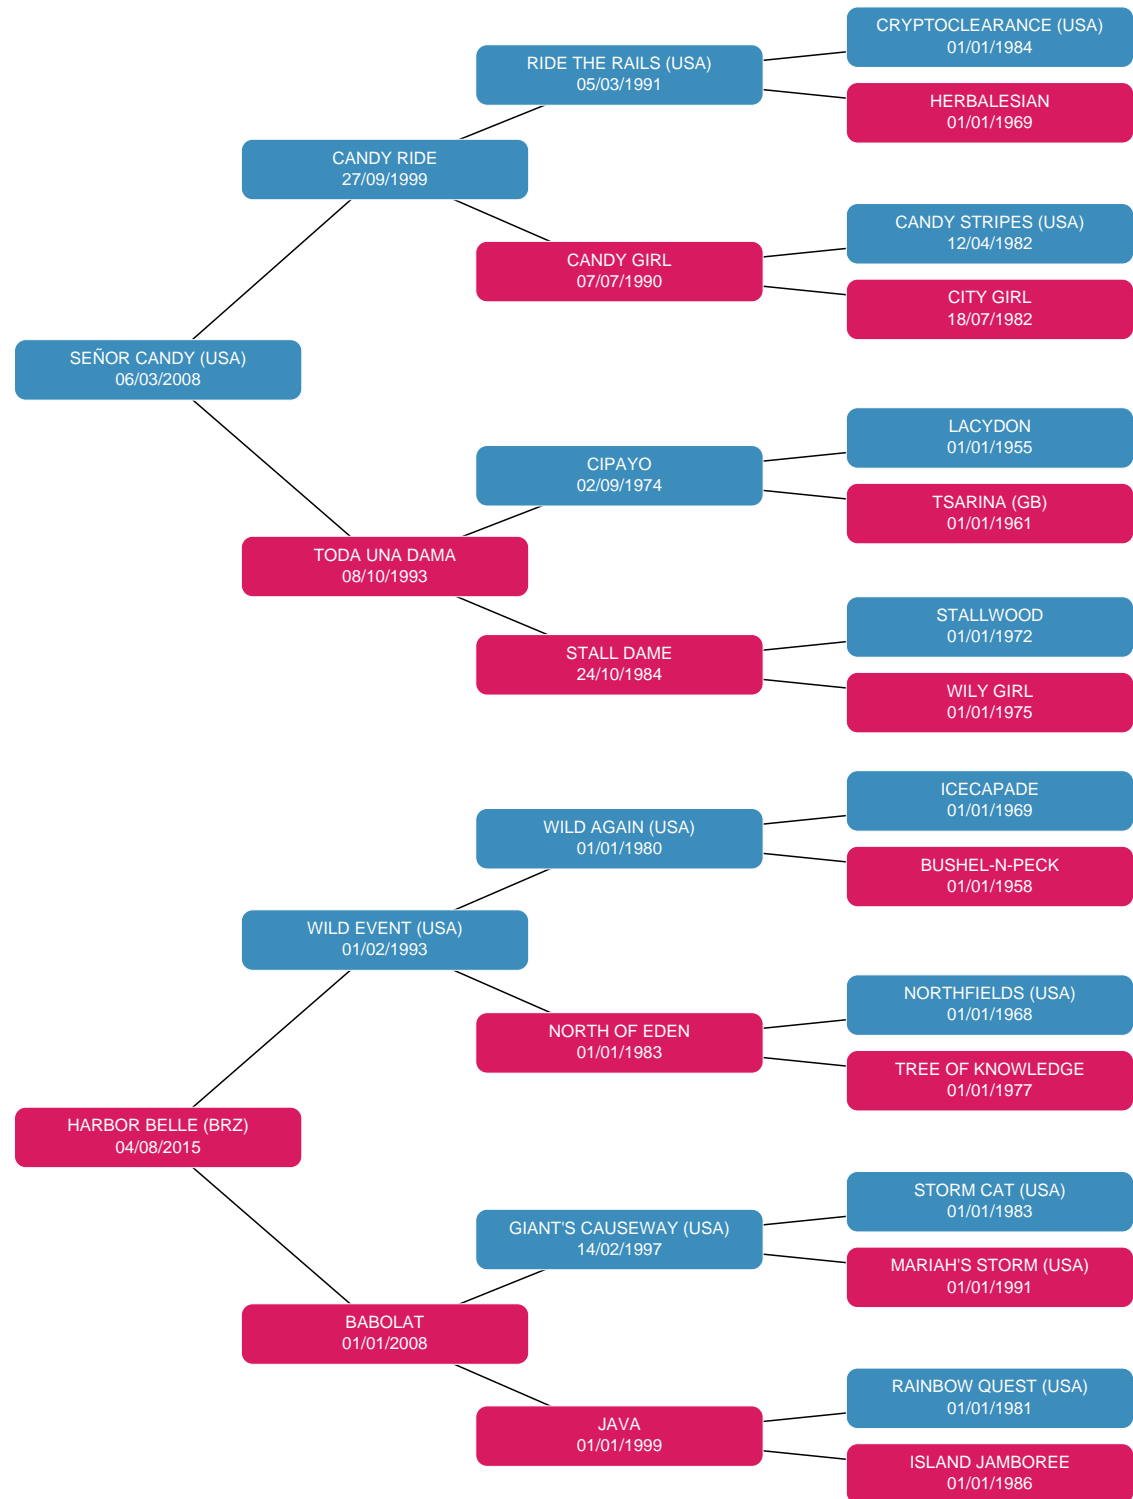 CRYPTOCLEARANCE (USA)
01/01/1984
RIDE THE RAILS (USA)
05/03/1991
HERBALESIAN
01/01/1969
CANDY RIDE
27/09/1999
CANDY STRIPES (USA)
12/04/1982
CANDY GIRL
07/07/1990
CITY GIRL
18/07/1982
SEÑOR CANDY (USA)
06/03/2008
LACYDON
01/01/1955
CIPAYO
02/09/1974
TSARINA (GB)
01/01/1961
TODA UNA DAMA
08/10/1993
STALLWOOD
01/01/1972
STALL DAME
24/10/1984
WILY GIRL
01/01/1975
ICECAPADE
01/01/1969
WILD AGAIN (USA)
01/01/1980
BUSHEL-N-PECK
01/01/1958
WILD EVENT (USA)
01/02/1993
NORTHFIELDS (USA)
01/01/1968
NORTH OF EDEN
01/01/1983
TREE OF KNOWLEDGE
01/01/1977
HARBOR BELLE (BRZ)
04/08/2015
STORM CAT (USA)
01/01/1983
GIANT'S CAUSEWAY (USA)
14/02/1997
MARIAH'S STORM (USA)
01/01/1991
BABOLAT
01/01/2008
RAINBOW QUEST (USA)
01/01/1981
JAVA
01/01/1999
ISLAND JAMBOREE
01/01/1986